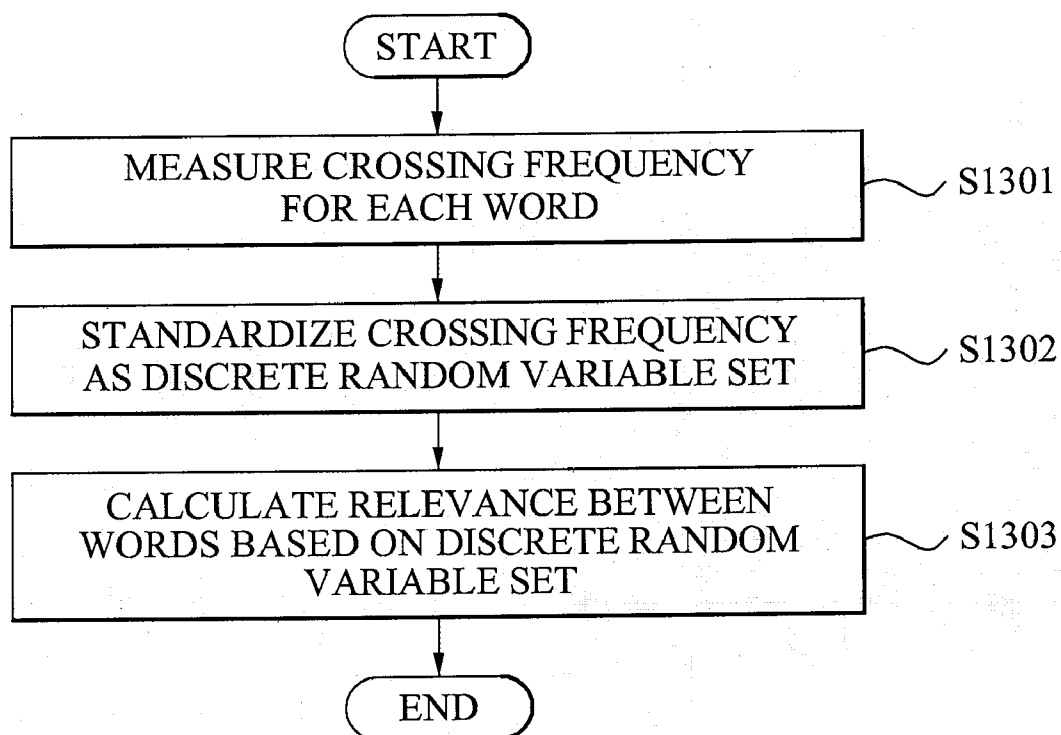 START
MEASURE CROSSING FREQUENCY
FOR EACH WORD
S1301
STANDARDIZE CROSSING FREQUENCY
AS DISCRETE RANDOM VARIABLE SET
S1302
CALCULATE RELEVANCE BETWEEN
WORDS BASED ON DISCRETE RANDOM
VARIABLE SET
S1303
END